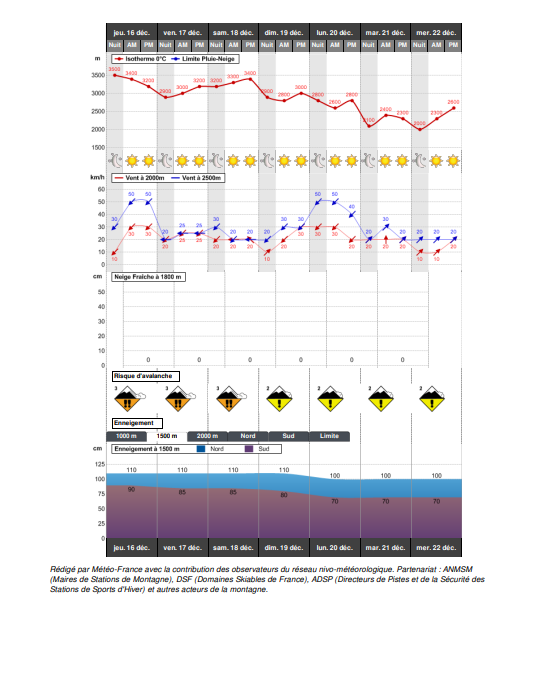 jeu. 16 déc. ven. 17 déc. sam. 18 déc. dim. 19 déc. lun. 20 déc. mar. 21 déc. mer. 22 déc.
Nuit AM PM Nuit AM PM Nuit AM PM Nuit AM PM Nuit AM PM Nuit AM PM Nuit AM PM
m
Isotherme 0°C Limite Pluie-Neige
3500 3400 3200 2900 3000 3200 3200 3300 3400 2900 2800 3000 2800 2600 2800 2100 2400 2300 2000 2300 2600
3500
3000
2500
2000
1500
km/h
Vent à 2000m Vent à 2500m
60
50
40
30
20
10
0
30 50 50 20 25 25 30 20 20 20 30 30 50 50 40 20 30 20 20 20 20
10 30 30 20 25 25 20 20 20 10 20 30 30 30 20 20 20 20 10 10 20
cm
Neige Fraîche à 1800 m
50
40
30
20
10
0
0 0 0 0 0 0
Risque d'avalanche
3 3 3 2 2 2 2
Enneigement
1000 m 1500 m 2000 m Nord Sud Limite
cm
Enneigement à 1500 m Nord Sud
125
100
75
50
25
0
110 110 110 110 100 100 100
90 85 85 80 70 70 70
jeu. 16 déc. ven. 17 déc. sam. 18 déc. dim. 19 déc. lun. 20 déc. mar. 21 déc. mer. 22 déc.
Rédigé par Météo-France avec la contribution des observateurs du réseau nivo-météorologique. Partenariat : ANMSM
(Maires de Stations de Montagne), DSF (Domaines Skiables de France), ADSP (Directeurs de Pistes et de la Sécurité des
Stations de Sports d'Hiver) et autres acteurs de la montagne.